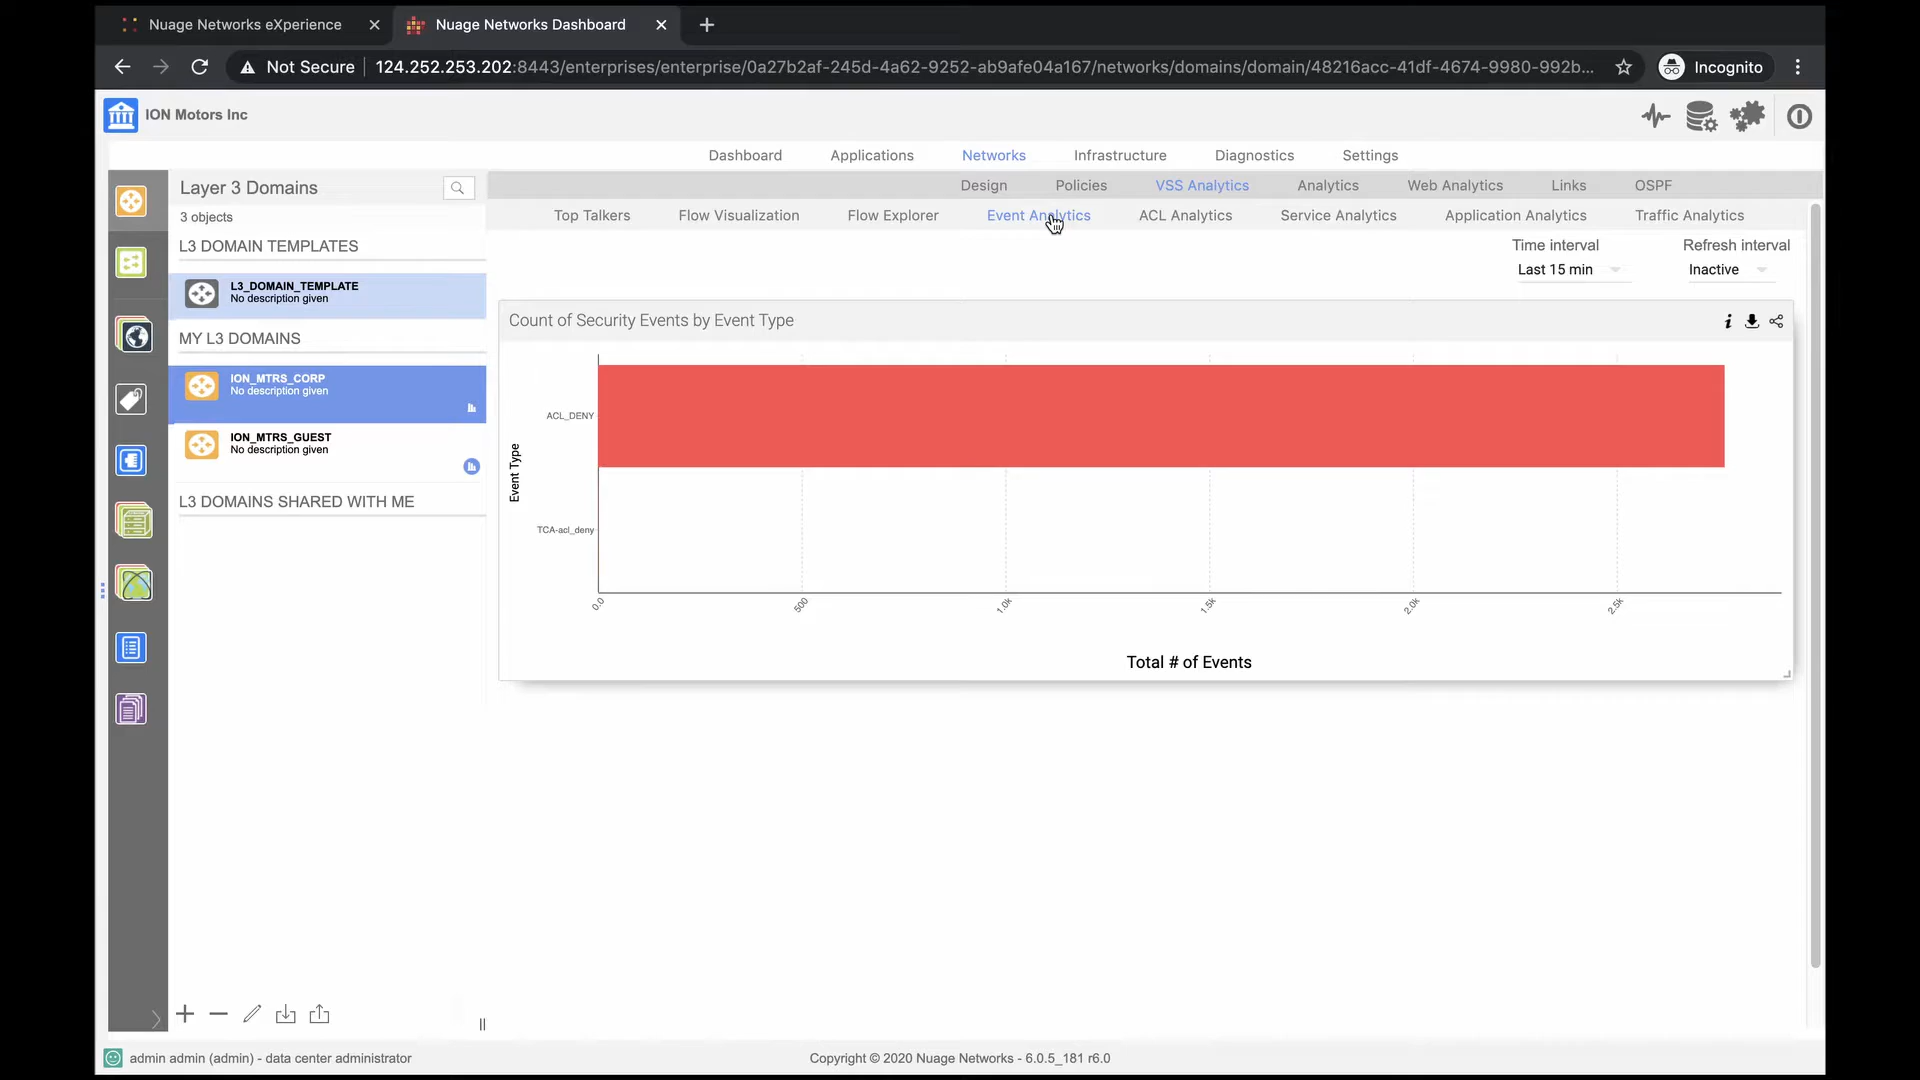 Nuage Networks eXperience
Nuage Networks Dashboard
Not Secure
124.252.253.202:8443/enterprises/enterprise/0a27b2af-245d-4a62-9252-ab9afe04a167/networks/domains/domain/48216acc-41df-4674-9980-992b...
Incognito
ION Motors Inc
Dashboard Applications Networks Infrastructure Diagnostics Settings
Layer 3 Domains
Design Policies VSS Analytics Analytics Web Analytics Links OSPF
3 objects
Top Talkers Flow Visualization Flow Explorer Event Analytics ACL Analytics Service Analytics Application Analytics Traffic Analytics
L3 DOMAIN TEMPLATES
Time interval Refresh interval
Last 15 min Inactive
L3_DOMAIN_TEMPLATE
No description given
MY L3 DOMAINS
ION_MTRS_CORP
No description given
ION_MTRS_GUEST
No description given
L3 DOMAINS SHARED WITH ME
Count of Security Events by Event Type
Event Type
ACL_DENY
TCA-acl_deny
0.0 500 1.0k 1.5k 2.0k 2.5k
Total # of Events
admin admin (admin) - data center administrator
Copyright © 2020 Nuage Networks - 6.0.5_181 r6.0